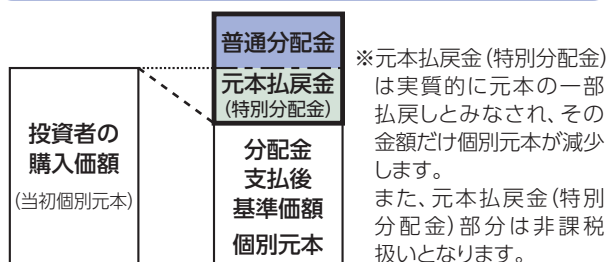 普通分配金
元本払戻金
(特別分配金)
投資者の
購入価額
(当初個別元本)
分配金
支払後
基準価額
個別元本
※元本払戻金(特別分配金)
は実質的に元本の一部
払戻しとみなされ、その
金額だけ個別元本が減少
します。
また、元本払戻金(特別
分配金)部分は非課税
扱いとなります。